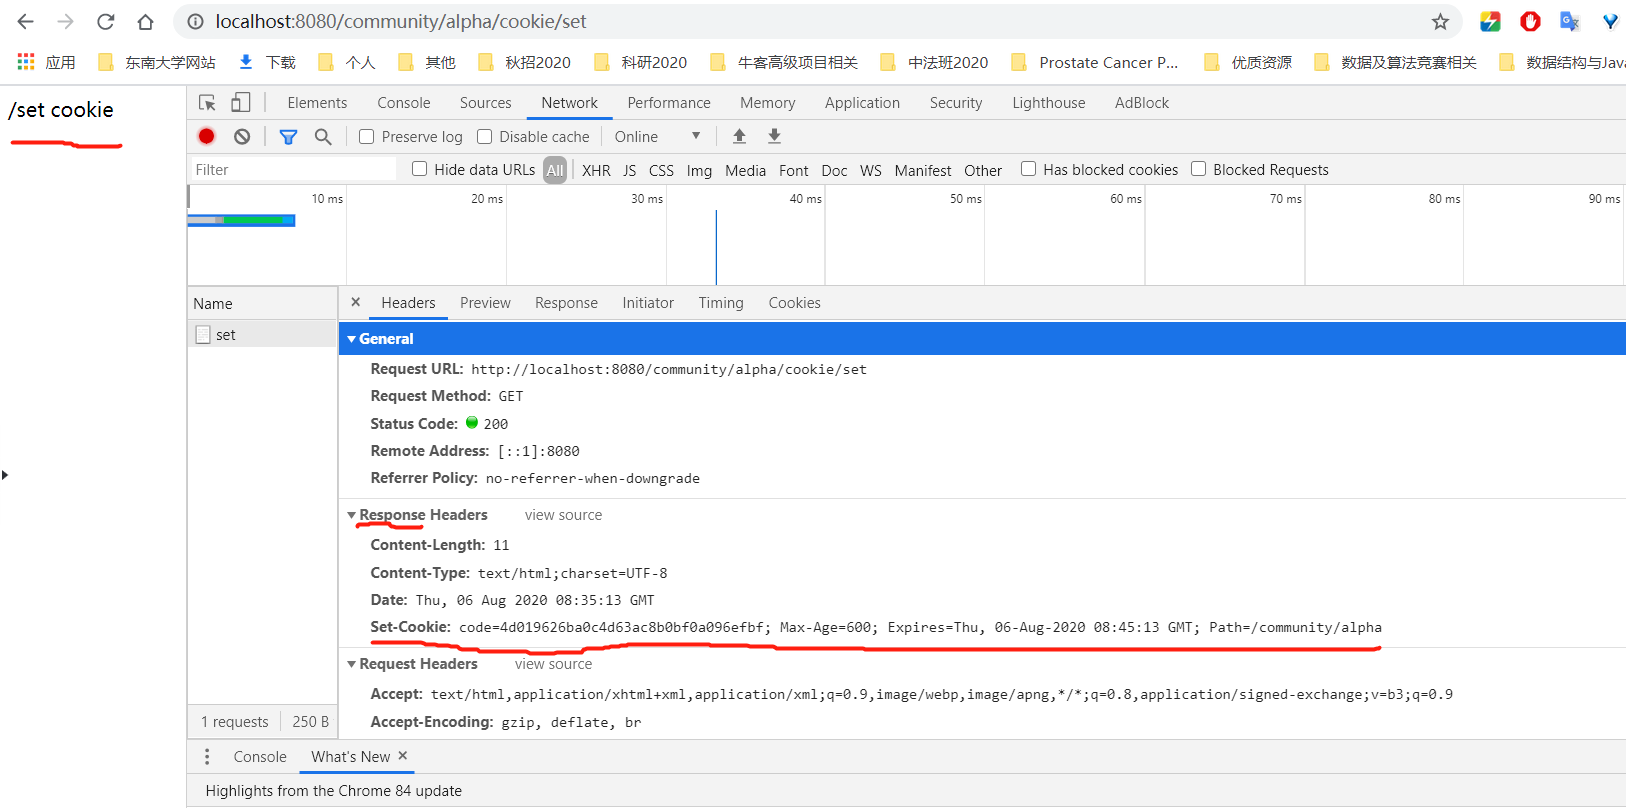 localhost:8080/community/alpha/cookie/set
应用 东南大学网站 下载 个人 其他 秋招2020 科研2020 牛客高级项目相关 中法班2020 Prostate Cancer P... 优质资源 数据及算法竞赛相关 数据结构与Java
/set cookie
Elements Console Sources Network Performance Memory Application Security Lighthouse AdBlock
Preserve log Disable cache Online
Filter Hide data URLs All XHR JS CSS Img Media Font Doc WS Manifest Other Has blocked cookies Blocked Requests
10 ms 20 ms 30 ms 40 ms 50 ms 60 ms 70 ms 80 ms 90 ms
Name Headers Preview Response Initiator Timing Cookies
set
General
Request URL: http://localhost:8080/community/alpha/cookie/set
Request Method: GET
Status Code: 200
Remote Address: [::1]:8080
Referrer Policy: no-referrer-when-downgrade
Response Headers view source
Content-Length: 11
Content-Type: text/html;charset=UTF-8
Date: Thu, 06 Aug 2020 08:35:13 GMT
Set-Cookie: code=4d019626ba0c4d63ac8b0bf0a096efbf; Max-Age=600; Expires=Thu, 06-Aug-2020 08:45:13 GMT; Path=/community/alpha
Request Headers view source
Accept: text/html,application/xhtml+xml,application/xml;q=0.9,image/webp,image/apng,*/*;q=0.8,application/signed-exchange;v=b3;q=0.9
Accept-Encoding: gzip, deflate, br
1 requests 250 B
Console What's New
Highlights from the Chrome 84 update